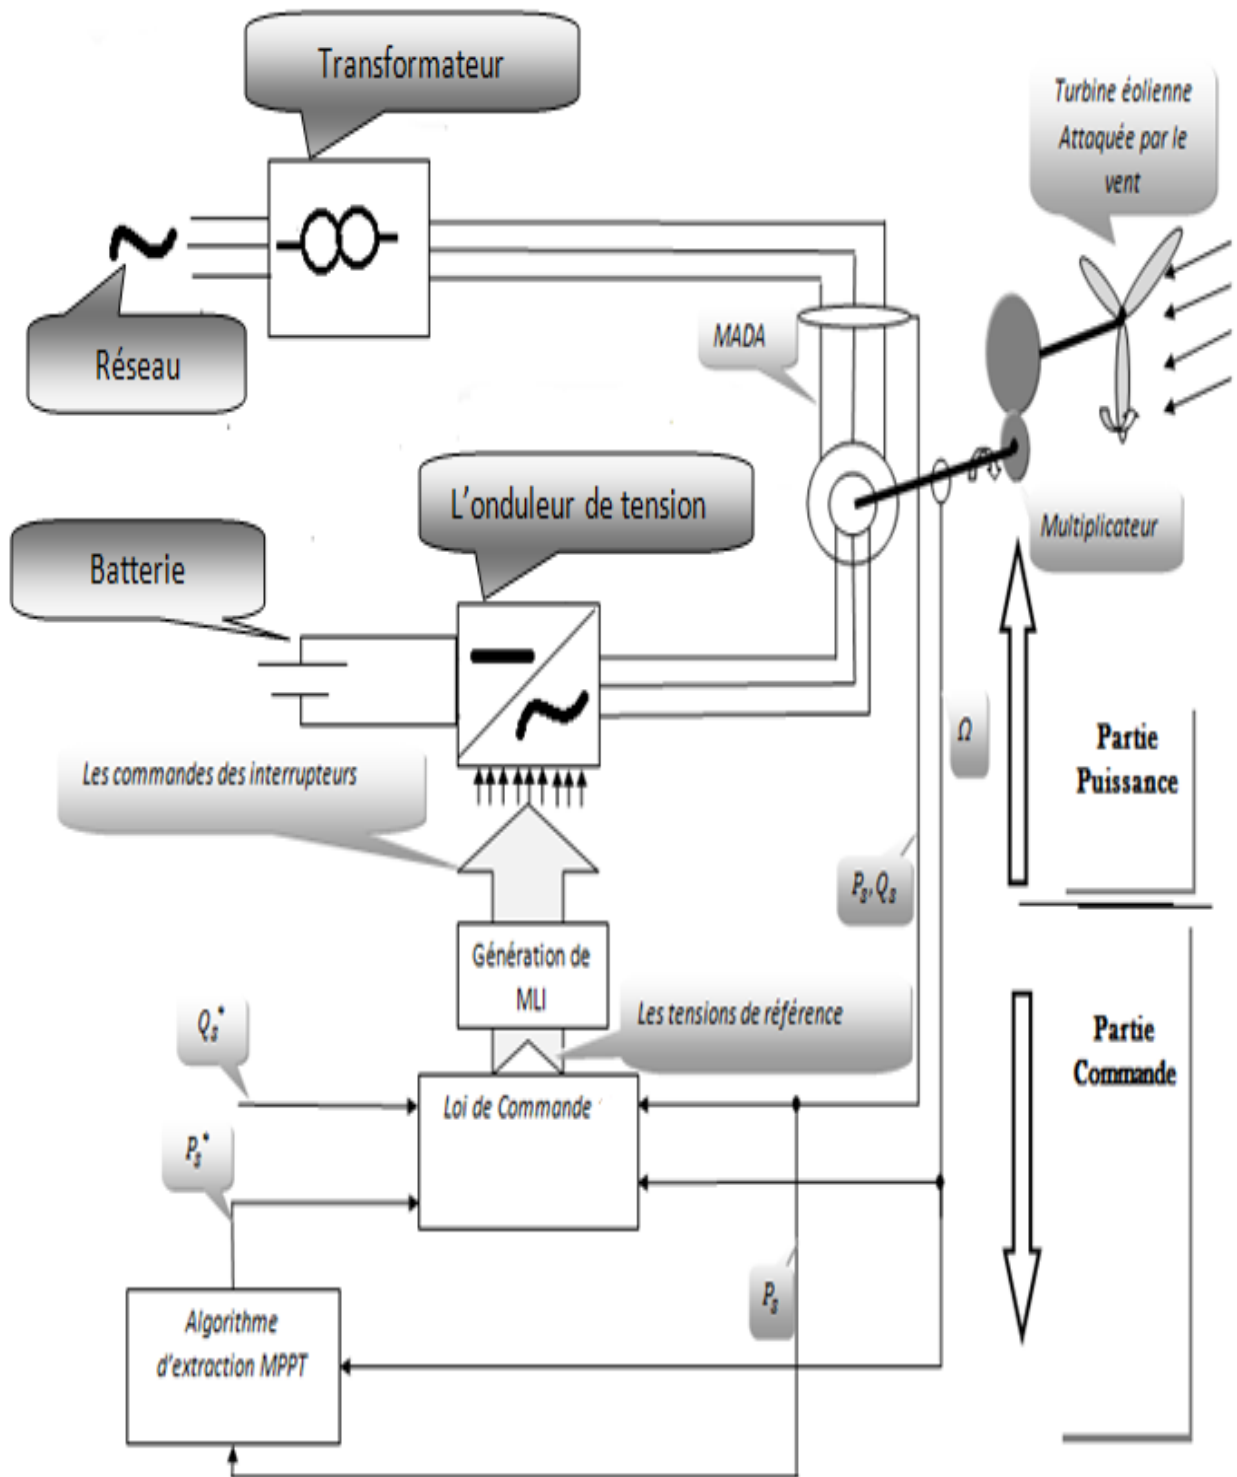 Transformateur
Turbine éolienne
Attaquée par le
vent
Réseau
MADA
L'onduleur de tension
Multiplicateur
Batterie
Ω
Partie
Puissance
Les commandes des interrupteurs
Pₛ, Qₛ
Génération de
MLI
Les tensions de référence
Qₛ*
Partie
Commande
Loi de Commande
Pₛ*
Pₛ
Algorithme
d'extraction MPPT